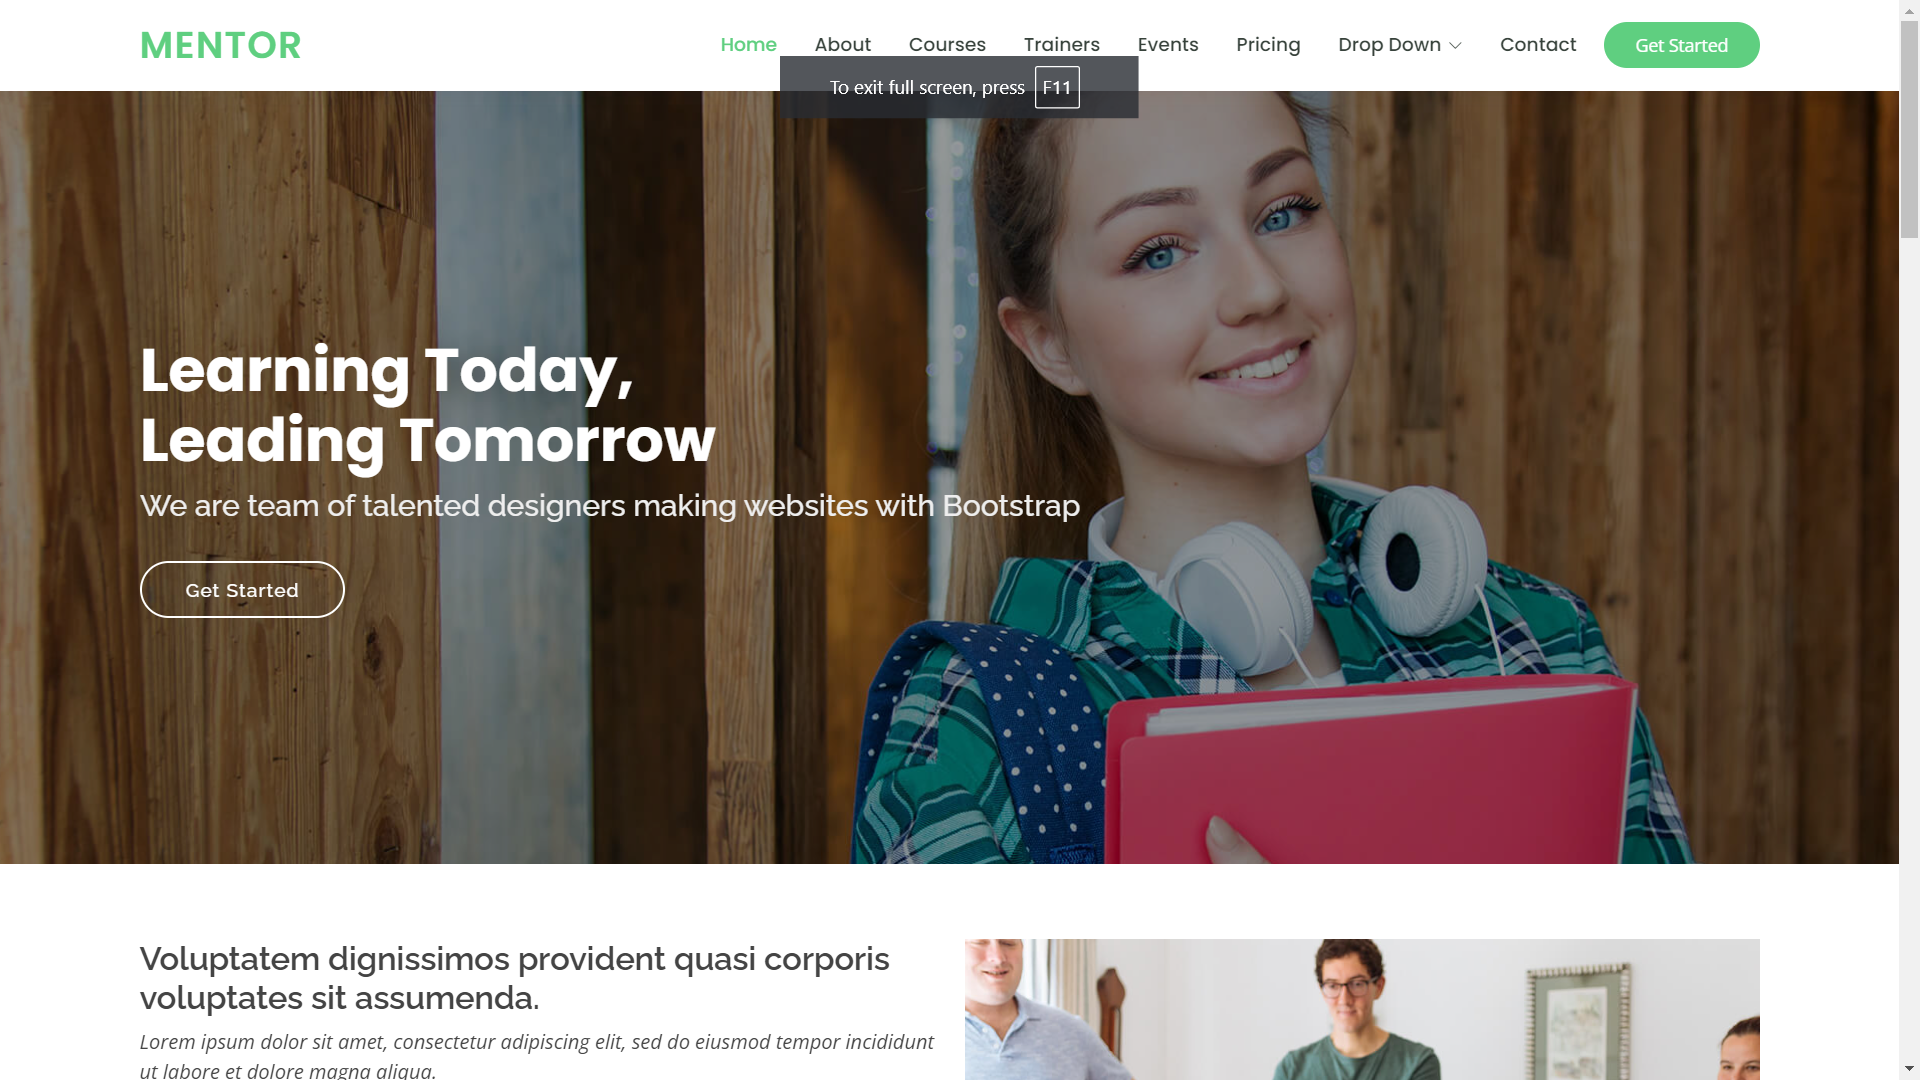 MENTOR
Home About Courses Trainers Events Pricing Drop Down Contact Get Started
To exit full screen, press F11
Learning Today,
Leading Tomorrow
We are team of talented designers making websites with Bootstrap
Get Started
Voluptatem dignissimos provident quasi corporis
voluptates sit assumenda.
Lorem ipsum dolor sit amet, consectetur adipiscing elit, sed do eiusmod tempor incididunt
ut labore et dolore magna aliqua.